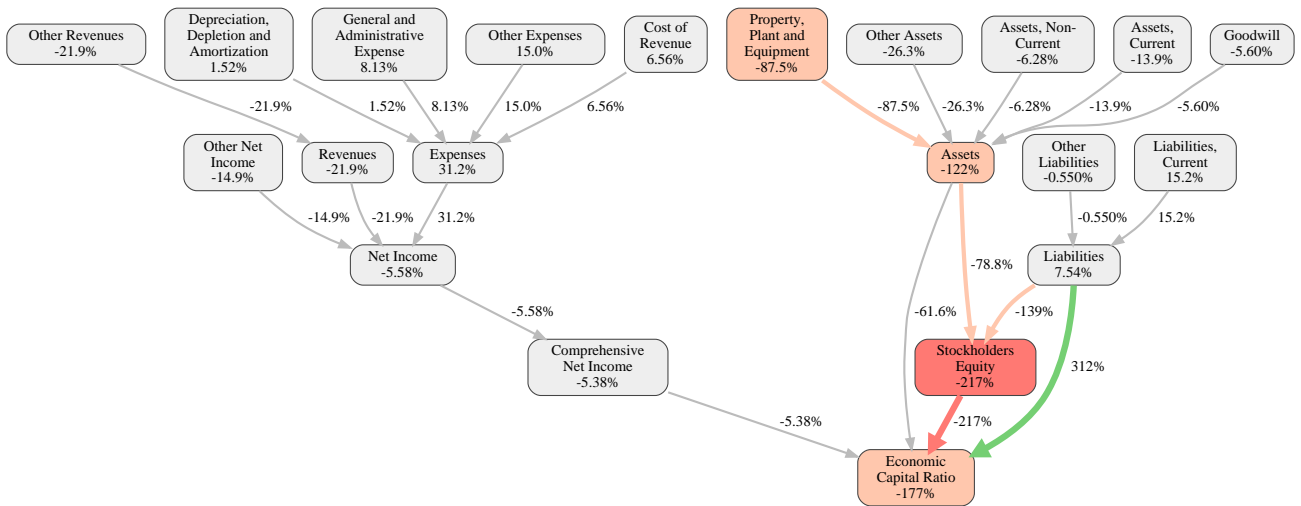 Other Revenues
-21.9%
Depreciation,
Depletion and
Amortization
1.52%
General and
Administrative
Expense
8.13%
Other Expenses
15.0%
Cost of
Revenue
6.56%
Property,
Plant and
Equipment
-87.5%
Other Assets
-26.3%
Assets, Non-
Current
-6.28%
Assets,
Current
-13.9%
Goodwill
-5.60%
-21.9%
1.52%
8.13%
15.0%
6.56%
-87.5%
-26.3%
-6.28%
-13.9%
-5.60%
Other Net
Income
-14.9%
Revenues
-21.9%
Expenses
31.2%
Assets
-122%
Other
Liabilities
-0.550%
Liabilities,
Current
15.2%
-14.9%
-21.9%
31.2%
-0.550%
15.2%
Net Income
-5.58%
-78.8%
Liabilities
7.54%
-5.58%
-61.6%
-139%
Comprehensive
Net Income
-5.38%
Stockholders
Equity
-217%
312%
-5.38%
-217%
Economic
Capital Ratio
-177%